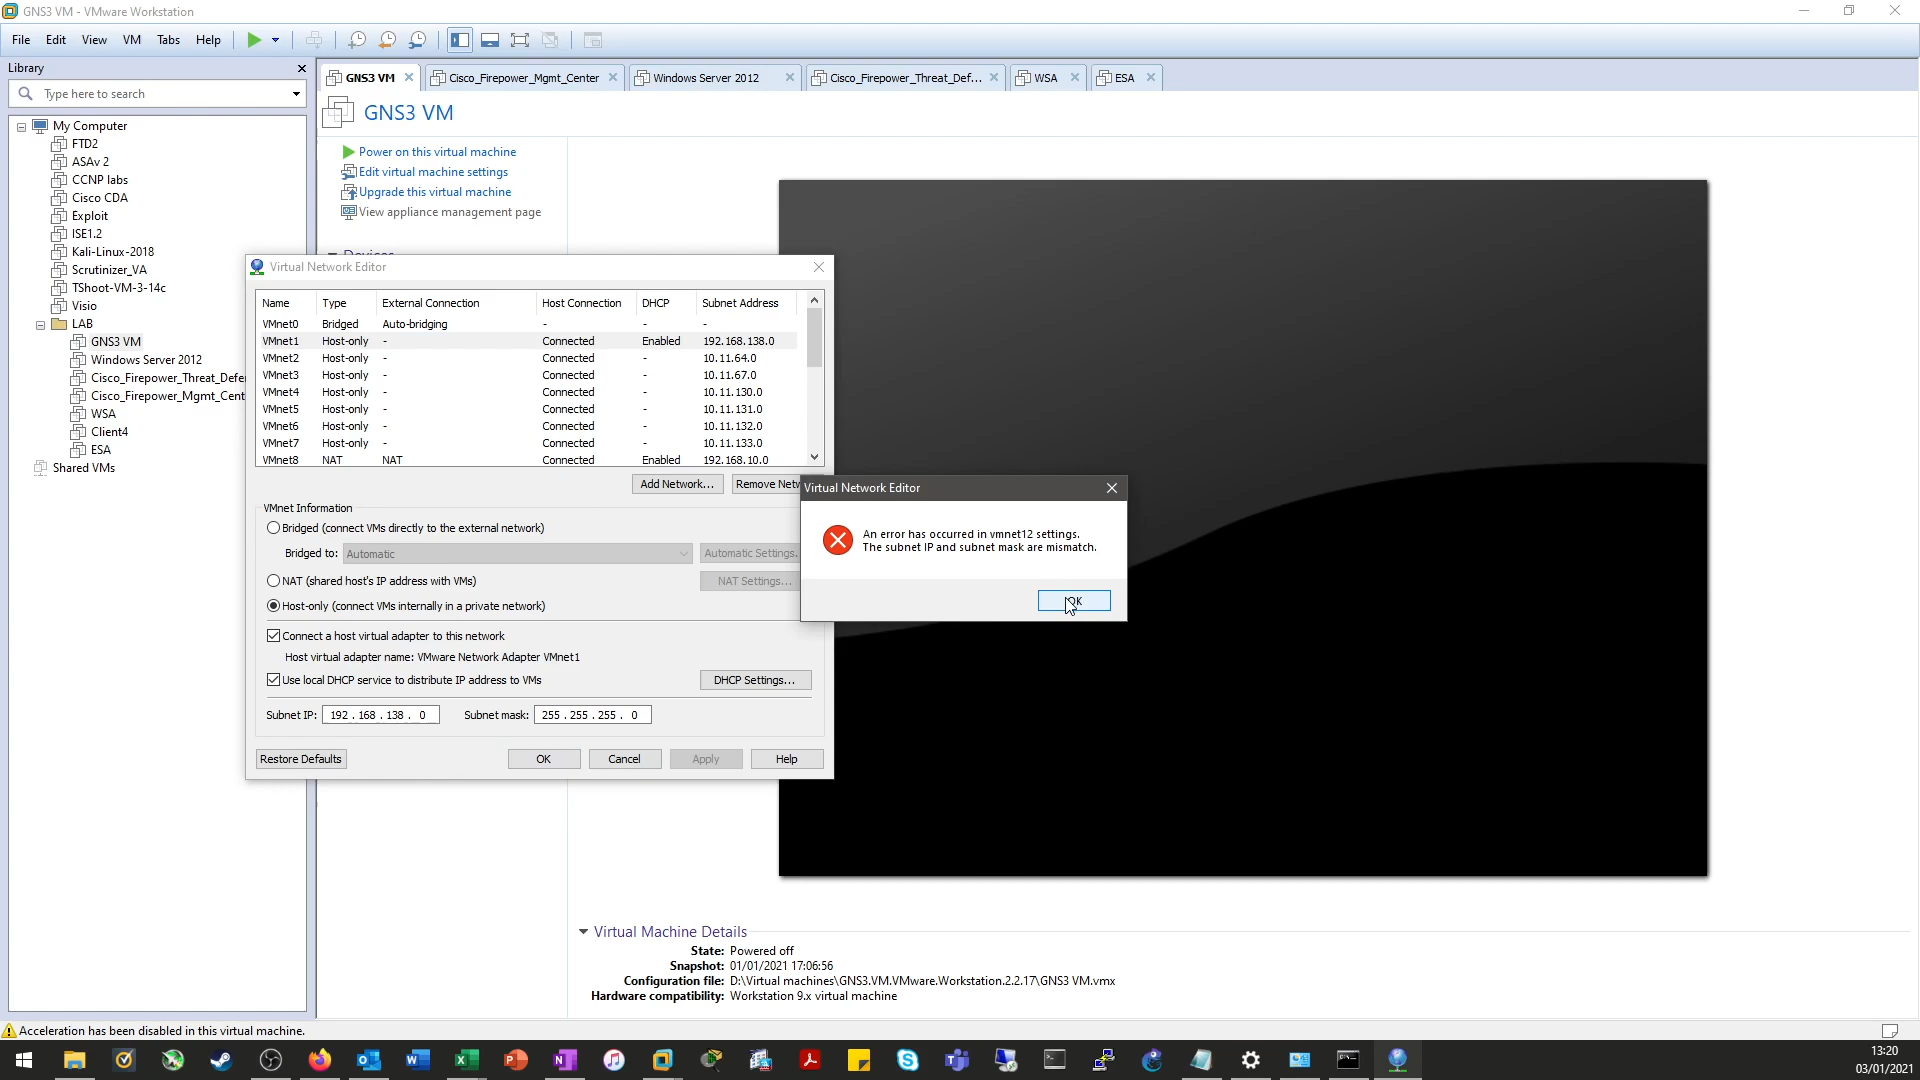 GNS3 VM - VMware Workstation
File Edit View VM Tabs Help
Library
Type here to search
My Computer
FTD2
ASAv 2
CCNP labs
Cisco CDA
Exploit
ISE1.2
Kali-Linux-2018
Scrutinizer_VA
TShoot-VM-3-14c
Visio
LAB
GNS3 VM
Windows Server 2012
Cisco_Firepower_Threat_Defe
Cisco_Firepower_Mgmt_Cent
WSA
Client4
ESA
Shared VMs
GNS3 VM Cisco_Firepower_Mgmt_Center Windows Server 2012 Cisco_Firepower_Threat_Def... WSA ESA
GNS3 VM
Power on this virtual machine
Edit virtual machine settings
Upgrade this virtual machine
View appliance management page
Devices
Virtual Network Editor
Name Type External Connection Host Connection DHCP Subnet Address
VMnet0 Bridged Auto-bridging - - -
VMnet1 Host-only - Connected Enabled 192.168.138.0
VMnet2 Host-only - Connected - 10.11.64.0
VMnet3 Host-only - Connected - 10.11.67.0
VMnet4 Host-only - Connected - 10.11.130.0
VMnet5 Host-only - Connected - 10.11.131.0
VMnet6 Host-only - Connected - 10.11.132.0
VMnet7 Host-only - Connected - 10.11.133.0
VMnet8 NAT NAT Connected Enabled 192.168.10.0
Add Network... Remove Netw
VMnet Information
Bridged (connect VMs directly to the external network)
Bridged to: Automatic Automatic Settings.
NAT (shared host's IP address with VMs) NAT Settings...
Host-only (connect VMs internally in a private network)
Connect a host virtual adapter to this network
Host virtual adapter name: VMware Network Adapter VMnet1
Use local DHCP service to distribute IP address to VMs DHCP Settings...
Subnet IP: 192 . 168 . 138 . 0 Subnet mask: 255 . 255 . 255 . 0
Restore Defaults OK Cancel Apply Help
Virtual Network Editor
An error has occurred in vmnet12 settings.
The subnet IP and subnet mask are mismatch.
OK
Virtual Machine Details
State: Powered off
Snapshot: 01/01/2021 17:06:56
Configuration file: D:\Virtual machines\GNS3.VM.VMware.Workstation.2.2.17\GNS3 VM.vmx
Hardware compatibility: Workstation 9.x virtual machine
Acceleration has been disabled in this virtual machine.
13:20
03/01/2021